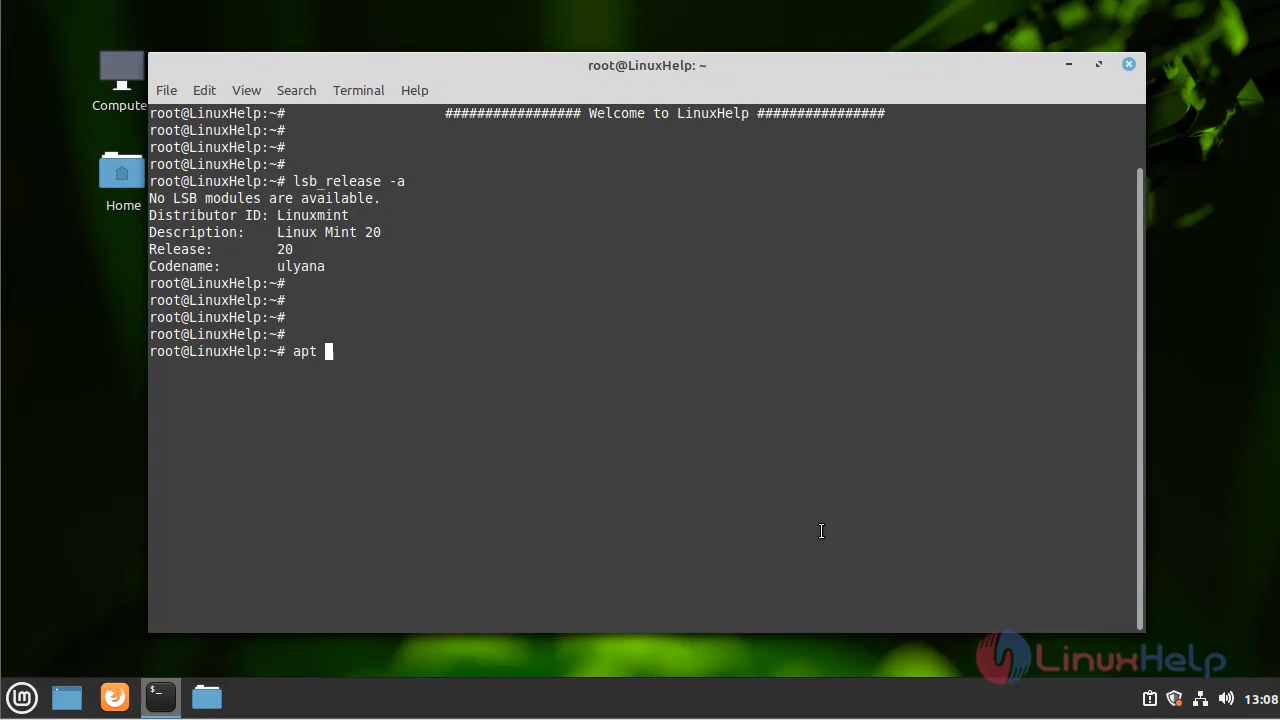 root@LinuxHelp: ~
File Edit View Search Terminal Help
Compute
Home
root@LinuxHelp:~# ################# Welcome to LinuxHelp ################
root@LinuxHelp:~#
root@LinuxHelp:~#
root@LinuxHelp:~#
root@LinuxHelp:~# lsb_release -a
No LSB modules are available.
Distributor ID: Linuxmint
Description: Linux Mint 20
Release: 20
Codename: ulyana
root@LinuxHelp:~#
root@LinuxHelp:~#
root@LinuxHelp:~#
root@LinuxHelp:~#
root@LinuxHelp:~# apt
LinuxHelp
lm
$_
13:08